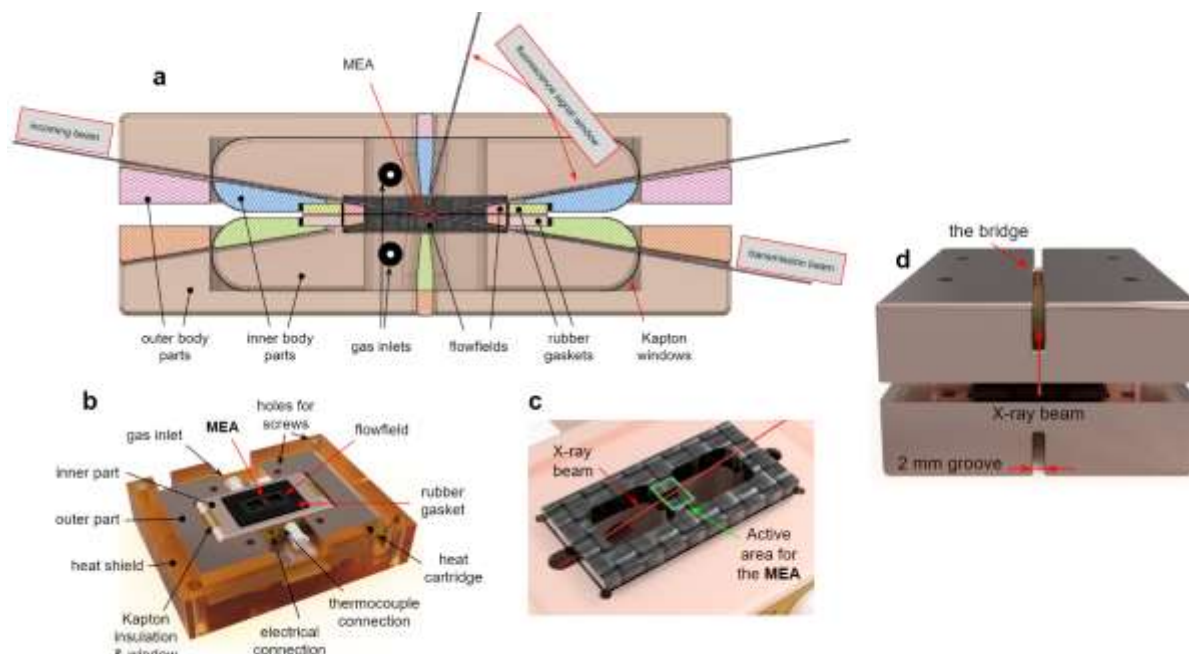 a
MEA
fluorescence signal window
incoming beam
transmission beam
outer body
parts
inner body
parts
gas inlets
flowfields
rubber
gaskets
Kapton
windows
b
holes for
screws
MEA
gas inlet
flowfield
inner part
outer part
rubber
gasket
heat shield
heat
cartridge
Kapton
insulation
& window
thermocouple
connection
electrical
connection
c
X-ray
beam
Active
area for
the MEA
d
the bridge
X-ray beam
2 mm groove